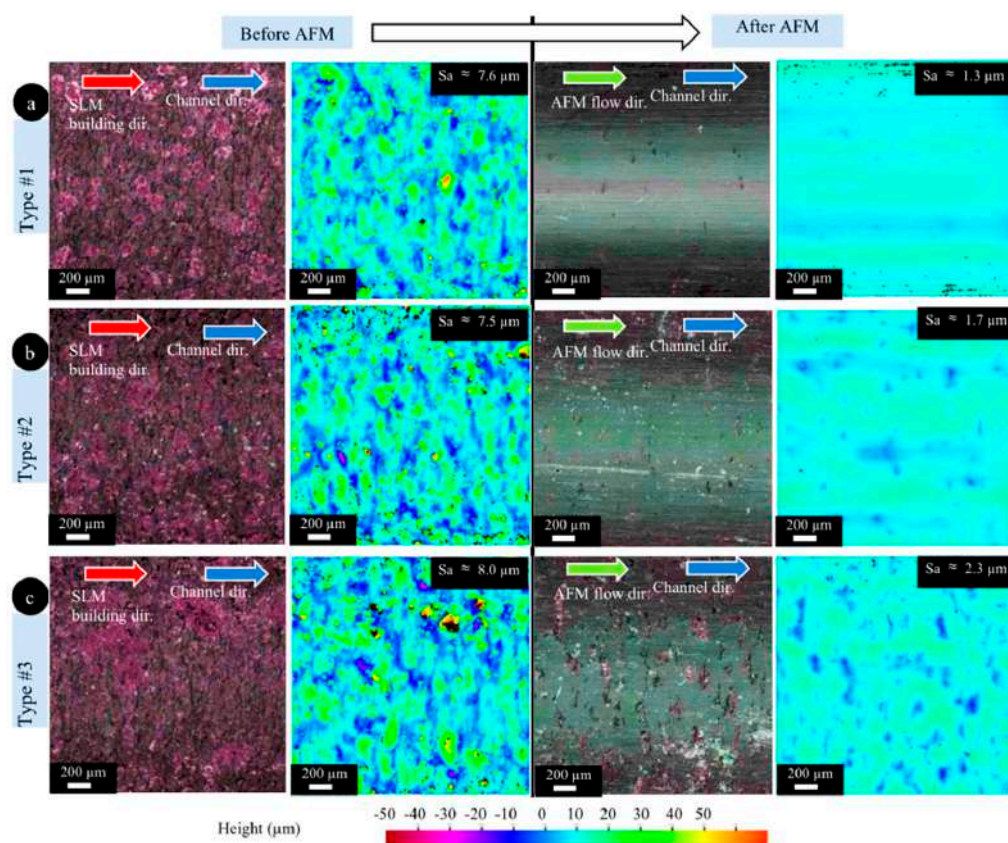 Before AFM
After AFM
a
Type #1
SLM
building dir.
Channel dir.
200 µm
Sa ≈ 7.6 µm
200 µm
AFM flow dir.
Channel dir.
200 µm
Sa ≈ 1.3 µm
200 µm
b
Type #2
SLM
building dir.
Channel dir.
200 µm
Sa ≈ 7.5 µm
200 µm
AFM flow dir.
Channel dir.
200 µm
Sa ≈ 1.7 µm
200 µm
c
Type #3
SLM
building dir.
Channel dir.
200 µm
Sa ≈ 8.0 µm
200 µm
AFM flow dir.
Channel dir.
200 µm
Sa ≈ 2.3 µm
200 µm
-50 -40 -30 -20 -10 0 10 20 30 40 50
Height (µm)